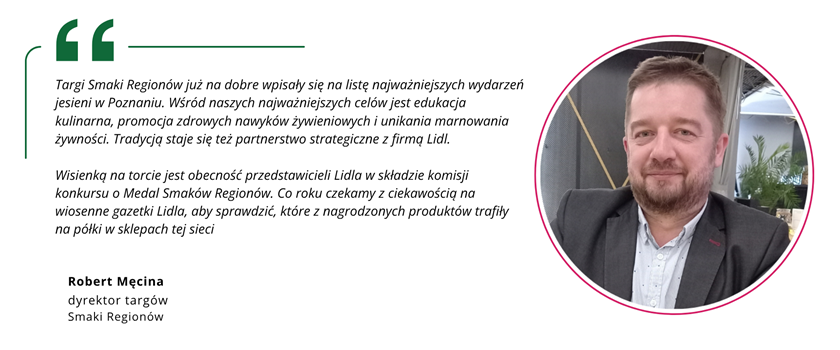 Targi Smaki Regionów już na dobre wpisały się na listę najważniejszych wydarzeń
jesieni w Poznaniu. Wśród naszych najważniejszych celów jest edukacja
kulinarna, promocja zdrowych nawyków żywieniowych i unikania marnowania
żywności. Tradycją staje się też partnerstwo strategiczne z firmą Lidl.
Wisienką na torcie jest obecność przedstawicieli Lidla w składzie komisji
konkursu o Medal Smaków Regionów. Co roku czekamy z ciekawością na
wiosenne gazetki Lidla, aby sprawdzić, które z nagrodzonych produktów trafiły
na półki w sklepach tej sieci
Robert Męcina
dyrektor targów
Smaki Regionów